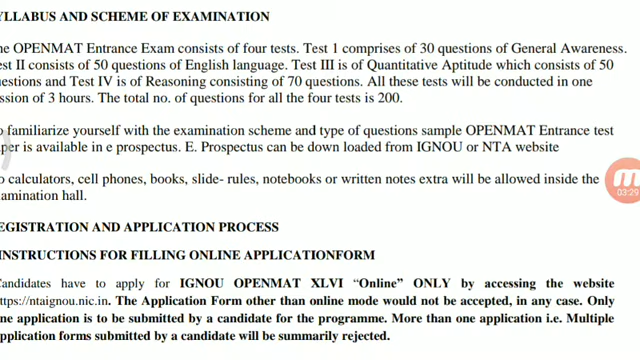 YLLABUS AND SCHEME OF EXAMINATION
he OPENMAT Entrance Exam consists of four tests. Test 1 comprises of 30 questions of General Awareness.
est II consists of 50 questions of English language. Test III is of Quantitative Aptitude which consists of 50
uestions and Test IV is of Reasoning consisting of 70 questions. All these tests will be conducted in one
ession of 3 hours. The total no. of questions for all the four tests is 200.
o familiarize yourself with the examination scheme and type of questions sample OPENMAT Entrance test
aper is available in e prospectus. E. Prospectus can be down loaded from IGNOU or NTA website
o calculators, cell phones, books, slide- rules, notebooks or written notes extra will be allowed inside the
amination hall.
03:29
EGISTRATION AND APPLICATION PROCESS
INSTRUCTIONS FOR FILLING ONLINE APPLICATIONFORM
andidates have to apply for IGNOU OPENMAT XLVI “Online” ONLY by accessing the website
ttps://ntaignou.nic.in. The Application Form other than online mode would not be accepted, in any case. Only
ne application is to be submitted by a candidate for the programme. More than one application i.e. Multiple
pplication forms submitted by a candidate will be summarily rejected.